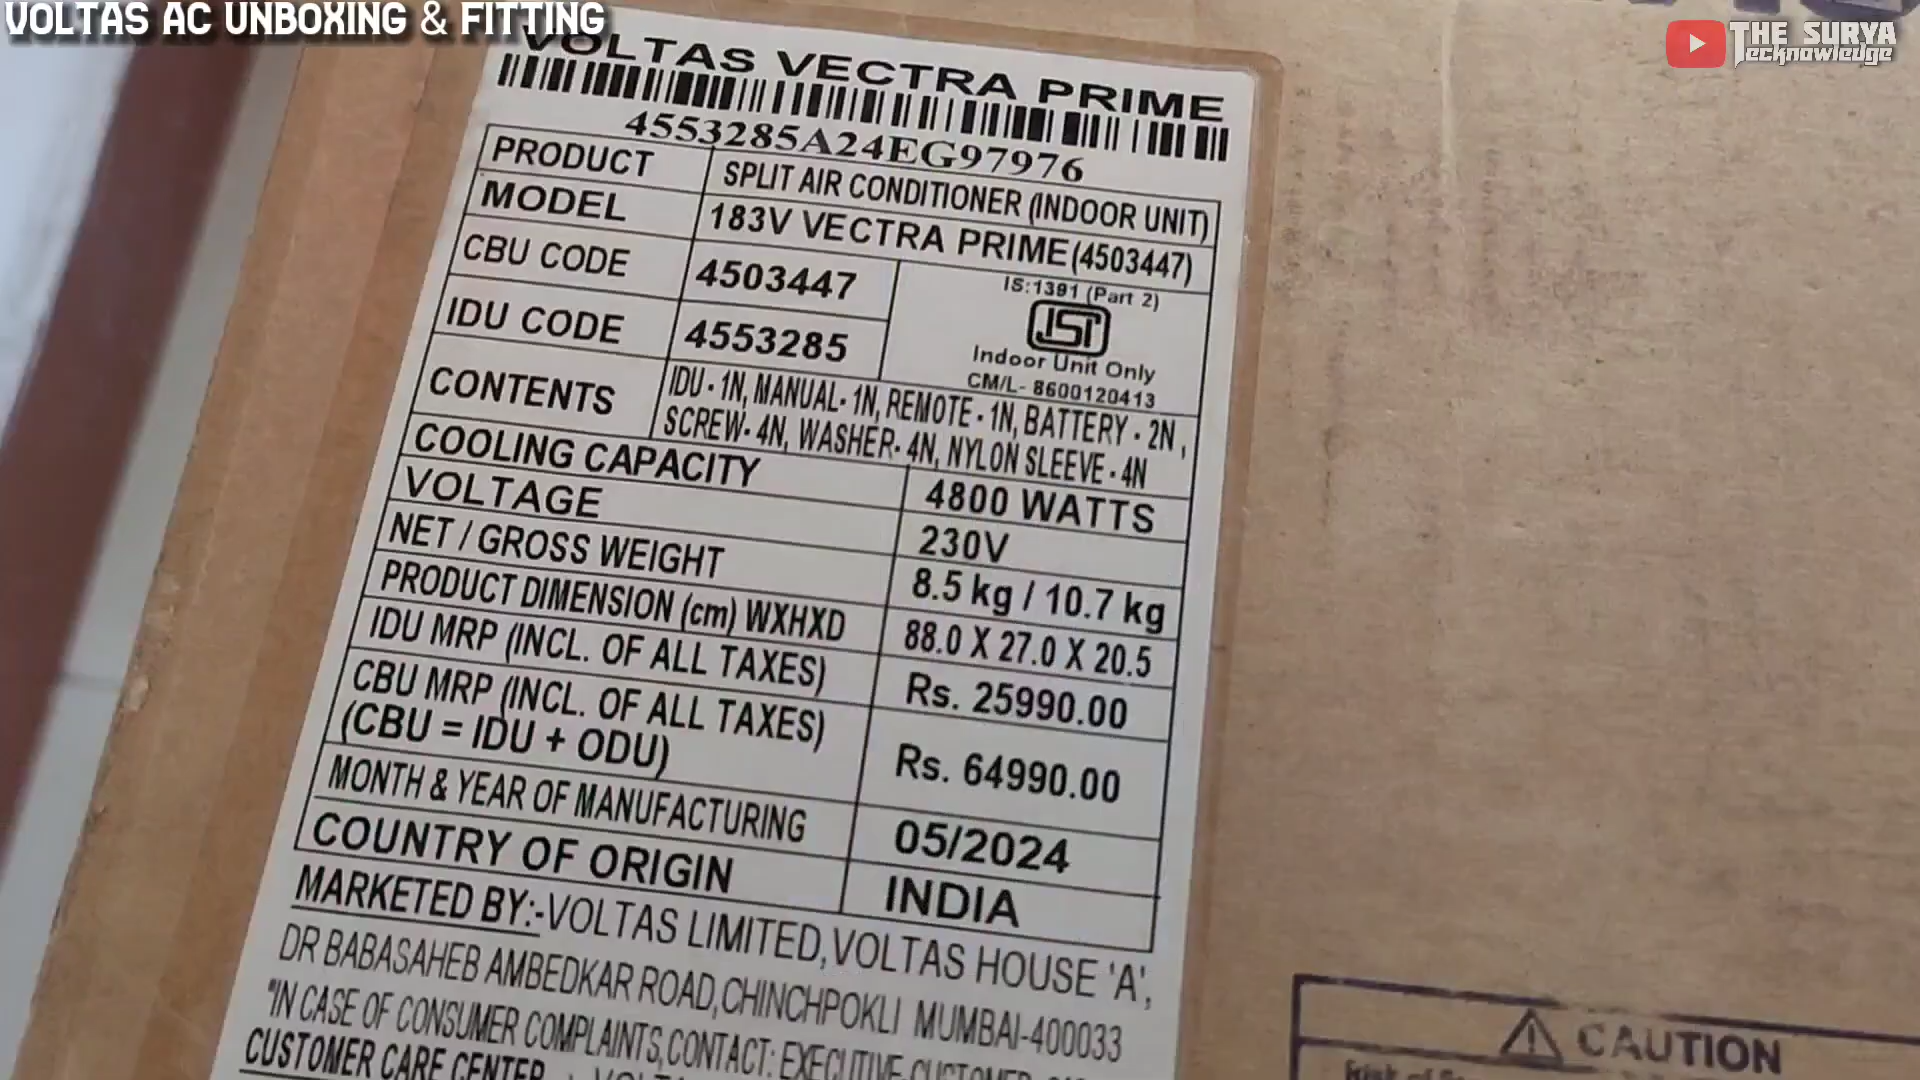 VOLTAS AC UNBOXING & FITTING
THE SURYA
Tecknowledge
VOLTAS VECTRA PRIME
4553285A24EG97976
PRODUCT SPLIT AIR CONDITIONER (INDOOR UNIT)
MODEL 183V VECTRA PRIME (4503447)
CBU CODE 4503447
IS:1391 (Part 2)
ISI
Indoor Unit Only
CM/L- 8600120413
IDU CODE 4553285
CONTENTS IDU - 1N, MANUAL- 1N, REMOTE - 1N, BATTERY - 2N,
SCREW- 4N, WASHER- 4N, NYLON SLEEVE - 4N
COOLING CAPACITY 4800 WATTS
VOLTAGE 230V
NET / GROSS WEIGHT 8.5 kg / 10.7 kg
PRODUCT DIMENSION (cm) WXHXD 88.0 X 27.0 X 20.5
IDU MRP (INCL. OF ALL TAXES) Rs. 25990.00
CBU MRP (INCL. OF ALL TAXES)
(CBU = IDU + ODU) Rs. 64990.00
MONTH & YEAR OF MANUFACTURING 05/2024
COUNTRY OF ORIGIN INDIA
MARKETED BY:-VOLTAS LIMITED, VOLTAS HOUSE 'A',
DR BABASAHEB AMBEDKAR ROAD, CHINCHPOKLI MUMBAI-400033
"IN CASE OF CONSUMER COMPLAINTS, CONTACT: EXECUTIVE
CUSTOMER CARE CENTER
CAUTION